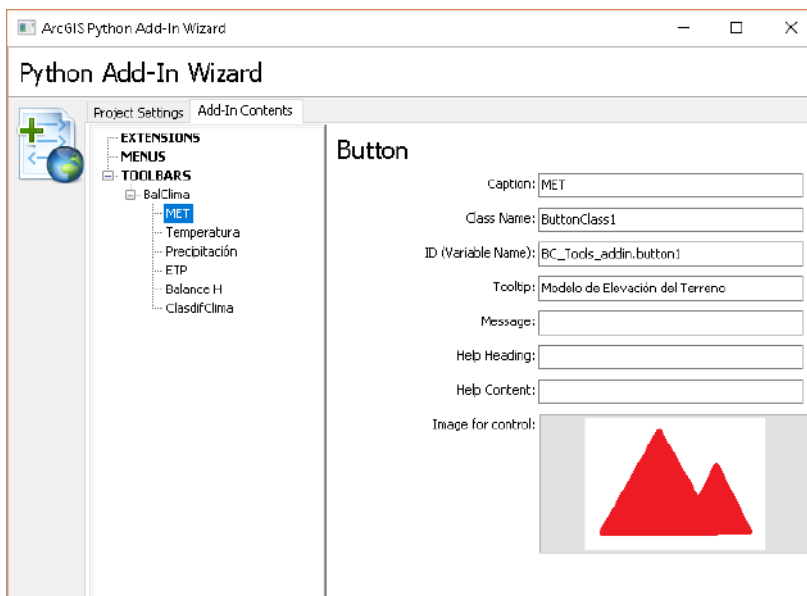 ArcGIS Python Add-In Wizard
Python Add-In Wizard
Project Settings Add-In Contents
EXTENSIONS
MENUS
TOOLBARS
BalClima
MET
Temperatura
Precipitación
ETP
Balance H
ClasdifClima
Button
Caption: MET
Class Name: ButtonClass1
ID (Variable Name): BC_Tools_addin.button1
Tooltip: Modelo de Elevación del Terreno
Message:
Help Heading:
Help Content:
Image for control: